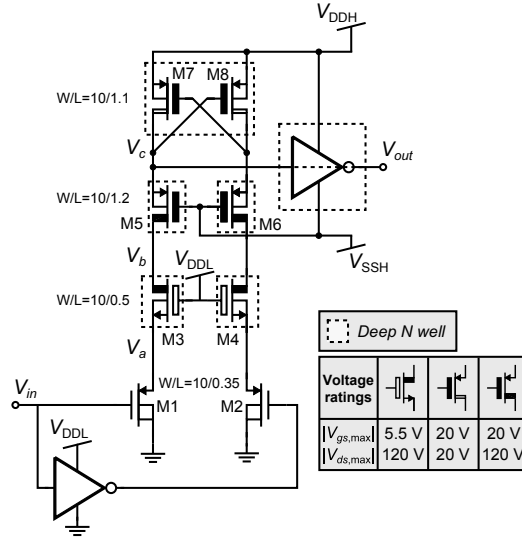 V_DDH
M7
M8
W/L=10/1.1
V_c
V_out
W/L=10/1.2
M5
M6
V_b
V_DDL
V_SSH
W/L=10/0.5
M3
M4
Deep N well
V_a
V_in
W/L=10/0.35
M1
M2
Voltage ratings
V_DDL
|V_gs,max| 5.5 V 20 V 20 V
|V_ds,max| 120 V 20 V 120 V